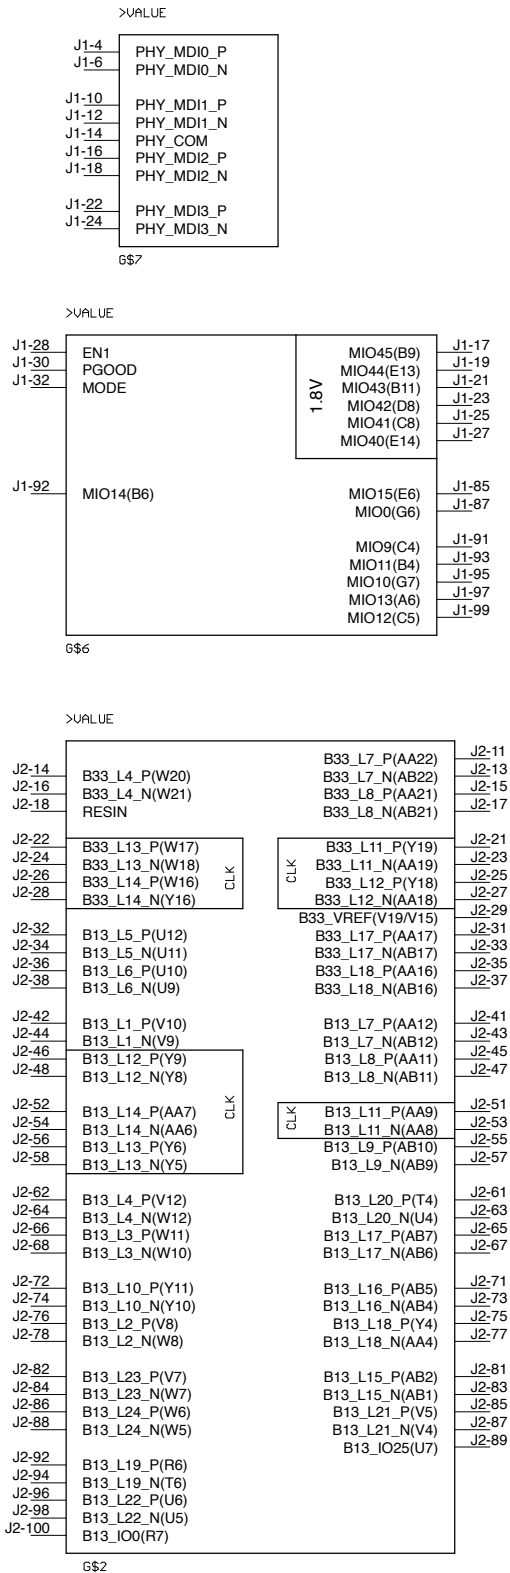 >VALUE
J1-4 PHY_MDI0_P
J1-6 PHY_MDI0_N
J1-10 PHY_MDI1_P
J1-12 PHY_MDI1_N
J1-14 PHY_COM
J1-16 PHY_MDI2_P
J1-18 PHY_MDI2_N
J1-22 PHY_MDI3_P
J1-24 PHY_MDI3_N
G$7
>VALUE
J1-28 EN1
J1-30 PGOOD
J1-32 MODE
J1-92 MIO14(B6)
1.8V
MIO45(B9) J1-17
MIO44(E13) J1-19
MIO43(B11) J1-21
MIO42(D8) J1-23
MIO41(C8) J1-25
MIO40(E14) J1-27
MIO15(E6) J1-85
MIO0(G6) J1-87
MIO9(C4) J1-91
MIO11(B4) J1-93
MIO10(G7) J1-95
MIO13(A6) J1-97
MIO12(C5) J1-99
G$6
>VALUE
J2-14 B33_L4_P(W20)
J2-16 B33_L4_N(W21)
J2-18 RESIN
J2-22 B33_L13_P(W17)
J2-24 B33_L13_N(W18)
J2-26 B33_L14_P(W16)
J2-28 B33_L14_N(Y16)
CLK
J2-32 B13_L5_P(U12)
J2-34 B13_L5_N(U11)
J2-36 B13_L6_P(U10)
J2-38 B13_L6_N(U9)
J2-42 B13_L1_P(V10)
J2-44 B13_L1_N(V9)
J2-46 B13_L12_P(Y9)
J2-48 B13_L12_N(Y8)
J2-52 B13_L14_P(AA7)
J2-54 B13_L14_N(AA6)
J2-56 B13_L13_P(Y6)
J2-58 B13_L13_N(Y5)
CLK
J2-62 B13_L4_P(V12)
J2-64 B13_L4_N(W12)
J2-66 B13_L3_P(W11)
J2-68 B13_L3_N(W10)
J2-72 B13_L10_P(Y11)
J2-74 B13_L10_N(Y10)
J2-76 B13_L2_P(V8)
J2-78 B13_L2_N(W8)
J2-82 B13_L23_P(V7)
J2-84 B13_L23_N(W7)
J2-86 B13_L24_P(W6)
J2-88 B13_L24_N(W5)
J2-92 B13_L19_P(R6)
J2-94 B13_L19_N(T6)
J2-96 B13_L22_P(U6)
J2-98 B13_L22_N(U5)
J2-100 B13_IO0(R7)
B33_L7_P(AA22) J2-11
B33_L7_N(AB22) J2-13
B33_L8_P(AA21) J2-15
B33_L8_N(AB21) J2-17
CLK
B33_L11_P(Y19) J2-21
B33_L11_N(AA19) J2-23
B33_L12_P(Y18) J2-25
B33_L12_N(AA18) J2-27
B33_VREF(V19/V15) J2-29
B33_L17_P(AA17) J2-31
B33_L17_N(AB17) J2-33
B33_L18_P(AA16) J2-35
B33_L18_N(AB16) J2-37
B13_L7_P(AA12) J2-41
B13_L7_N(AB12) J2-43
B13_L8_P(AA11) J2-45
B13_L8_N(AB11) J2-47
CLK
B13_L11_P(AA9) J2-51
B13_L11_N(AA8) J2-53
B13_L9_P(AB10) J2-55
B13_L9_N(AB9) J2-57
B13_L20_P(T4) J2-61
B13_L20_N(U4) J2-63
B13_L17_P(AB7) J2-65
B13_L17_N(AB6) J2-67
B13_L16_P(AB5) J2-71
B13_L16_N(AB4) J2-73
B13_L18_P(Y4) J2-75
B13_L18_N(AA4) J2-77
B13_L15_P(AB2) J2-81
B13_L15_N(AB1) J2-83
B13_L21_P(V5) J2-85
B13_L21_N(V4) J2-87
B13_IO25(U7) J2-89
G$2